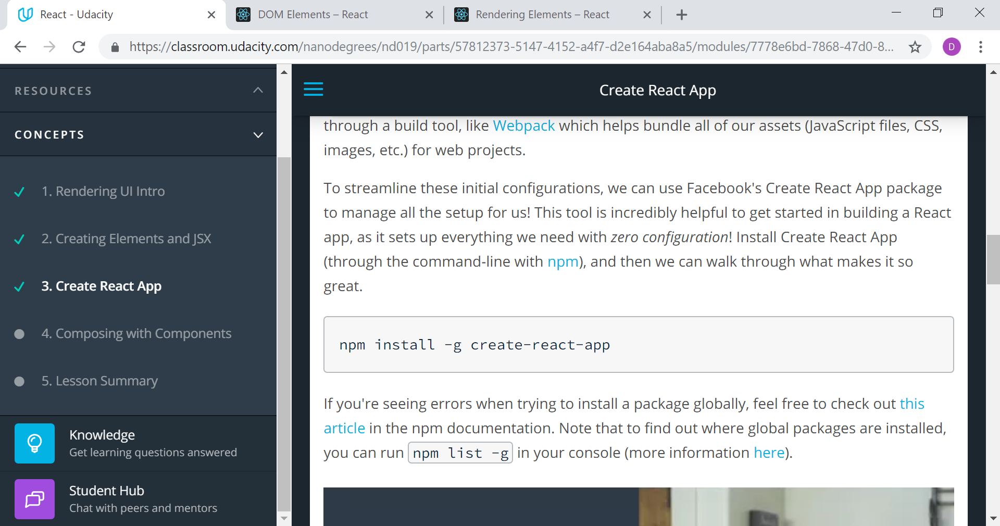 React - Udacity
DOM Elements – React
Rendering Elements – React
https://classroom.udacity.com/nanodegrees/nd019/parts/57812373-5147-4152-a4f7-d2e164aba8a5/modules/7778e6bd-7868-47d0-8...
D
RESOURCES
CONCEPTS
1. Rendering UI Intro
2. Creating Elements and JSX
3. Create React App
4. Composing with Components
5. Lesson Summary
Knowledge
Get learning questions answered
Student Hub
Chat with peers and mentors
Create React App
through a build tool, like Webpack which helps bundle all of our assets (JavaScript files, CSS,
images, etc.) for web projects.
To streamline these initial configurations, we can use Facebook's Create React App package
to manage all the setup for us! This tool is incredibly helpful to get started in building a React
app, as it sets up everything we need with zero configuration! Install Create React App
(through the command-line with npm), and then we can walk through what makes it so
great.
npm install -g create-react-app
If you're seeing errors when trying to install a package globally, feel free to check out this
article in the npm documentation. Note that to find out where global packages are installed,
you can run npm list -g in your console (more information here).